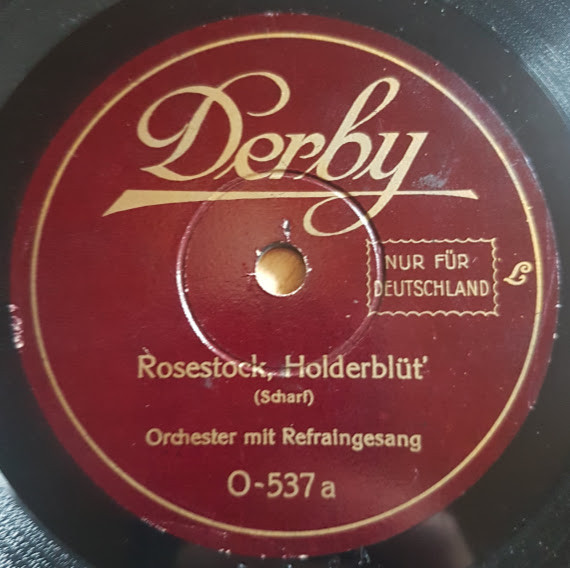 Derby
NUR FÜR
DEUTSCHLAND
L
Rosestock, Holderblüt'
(Scharf)
Orchester mit Refraingesang
O-537 a